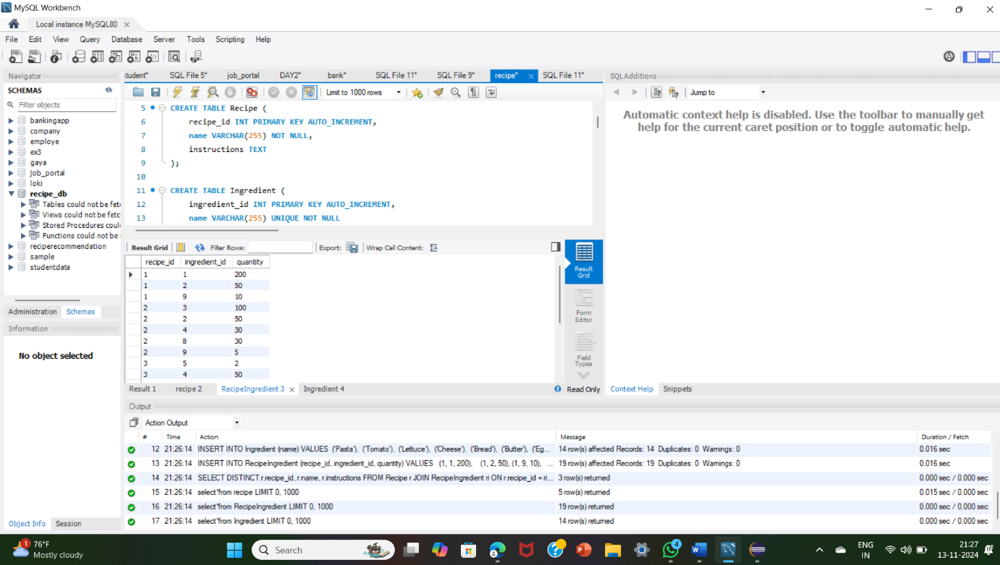 MySQL Workbench
Local instance MySQL80
File Edit View Query Database Server Tools Scripting Help
Navigator
SCHEMAS
Filter objects
bankingapp
company
employe
ex3
gaya
job_portal
loki
recipe_db
Tables could not be fetc
Views could not be fetc
Stored Procedures coul
Functions could not be
reciperecommendation
sample
studentdata
Administration Schemas
Information
No object selected
Object Info Session
student* SQL File 5* job_portal DAY2* bank* SQL File 11* SQL File 9* recipe* SQL File 11*
Limit to 1000 rows
5 CREATE TABLE Recipe (
6 recipe_id INT PRIMARY KEY AUTO_INCREMENT,
7 name VARCHAR(255) NOT NULL,
8 instructions TEXT
9 );
10
11 CREATE TABLE Ingredient (
12 ingredient_id INT PRIMARY KEY AUTO_INCREMENT,
13 name VARCHAR(255) UNIQUE NOT NULL
Result Grid Filter Rows: Export: Wrap Cell Content:
recipe_id ingredient_id quantity
1 1 200
1 2 50
1 9 10
2 3 100
2 2 50
2 4 30
2 8 30
2 9 5
3 5 2
3 4 50
Result Grid
Form Editor
Field Types
Result 1 recipe 2 RecipeIngredient 3 Ingredient 4 Read Only
SQLAdditions
Jump to
Automatic context help is disabled. Use the toolbar to manually get
help for the current caret position or to toggle automatic help.
Context Help Snippets
Output
Action Output
# Time Action Message Duration / Fetch
12 21:26:14 INSERT INTO Ingredient (name) VALUES ('Pasta'), ('Tomato'), ('Lettuce'), ('Cheese'), ('Bread'), ('Butter'), ('Eg... 14 row(s) affected Records: 14 Duplicates: 0 Warnings: 0 0.016 sec
13 21:26:14 INSERT INTO RecipeIngredient (recipe_id, ingredient_id, quantity) VALUES (1, 1, 200), (1, 2, 50), (1, 9, 10), ... 19 row(s) affected Records: 19 Duplicates: 0 Warnings: 0 0.016 sec
14 21:26:14 SELECT DISTINCT r.recipe_id, r.name, r.instructions FROM Recipe r JOIN RecipeIngredient ri ON r.recipe_id = ri... 3 row(s) returned 0.000 sec / 0.000 sec
15 21:26:14 select*from recipe LIMIT 0, 1000 5 row(s) returned 0.015 sec / 0.000 sec
16 21:26:14 select*from RecipeIngredient LIMIT 0, 1000 19 row(s) returned 0.000 sec / 0.000 sec
17 21:26:14 select*from Ingredient LIMIT 0, 1000 14 row(s) returned 0.000 sec / 0.000 sec
1
76°F
Mostly cloudy
Search
4
ENG
IN
21:27
13-11-2024